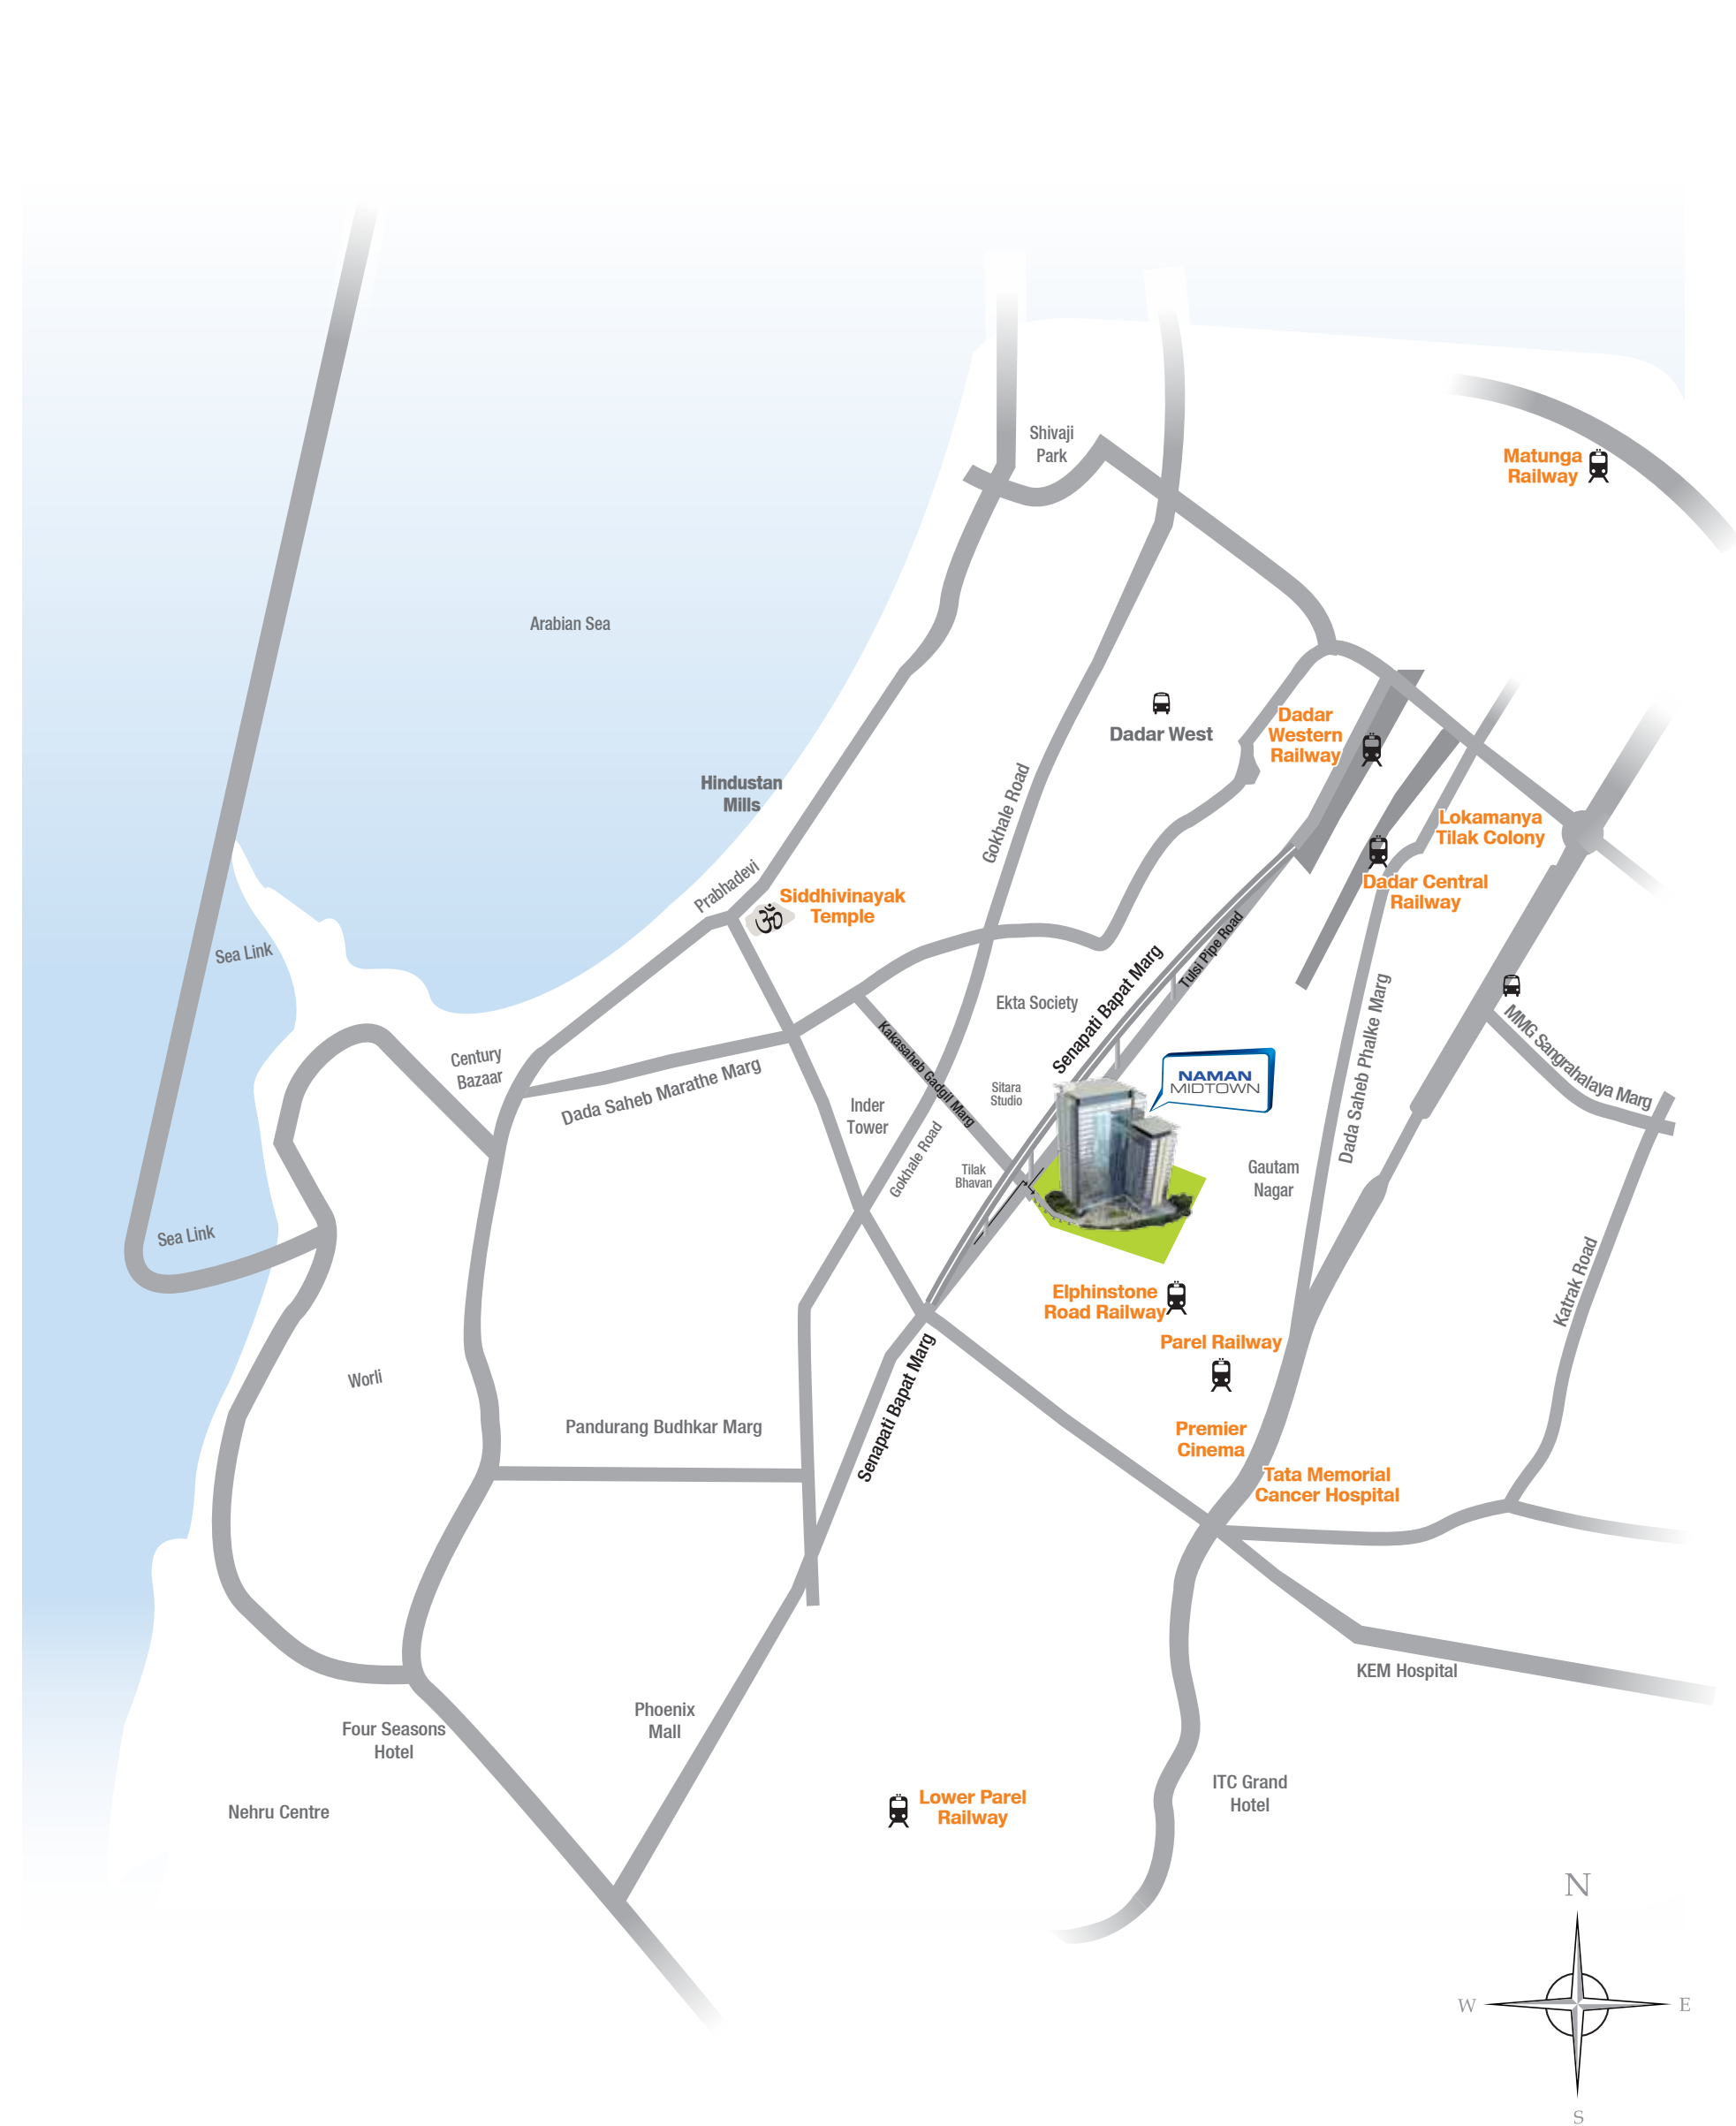 Shivaji
Park
Matunga
Railway
Arabian Sea
Dadar
Western
Railway
Dadar West
Hindustan
Mills
Gokhale Road
Lokamanya
Tilak Colony
Prabhadevi
Siddhivinayak
Temple
ॐ
Dadar Central
Railway
Sea Link
Tulsi Pipe Road
Senapati Bapat Marg
Ekta Society
MMG Sangrahalaya Marg
Dada Saheb Phalke Marg
Century
Bazaar
Dada Saheb Marathe Marg
Kakasaheb Gadgil Marg
Sitara
Studio
NAMAN
MIDTOWN
Inder
Tower
Gokhale Road
Tilak
Bhavan
Gautam
Nagar
Sea Link
Katrak Road
Elphinstone
Road Railway
Parel Railway
Senapati Bapat Marg
Worli
Pandurang Budhkar Marg
Premier
Cinema
Tata Memorial
Cancer Hospital
KEM Hospital
Phoenix
Mall
Four Seasons
Hotel
ITC Grand
Hotel
Nehru Centre
Lower Parel
Railway
N
W
E
S